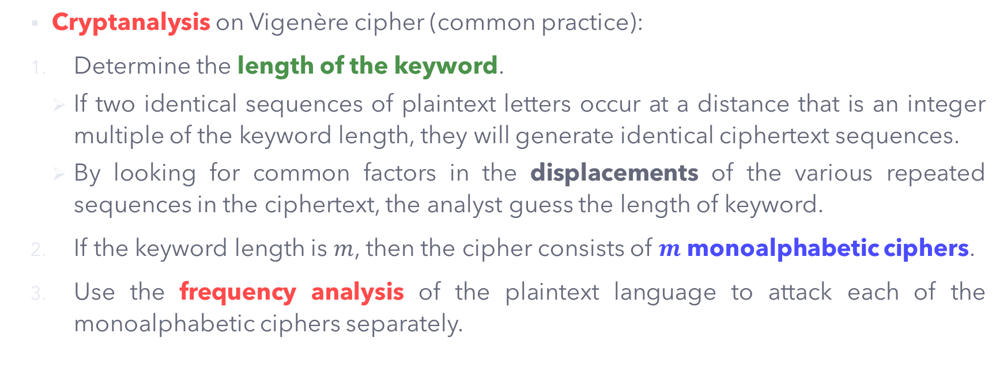 ▪ Cryptanalysis on Vigenère cipher (common practice):
1. Determine the length of the keyword.
➢ If two identical sequences of plaintext letters occur at a distance that is an integer
multiple of the keyword length, they will generate identical ciphertext sequences.
➢ By looking for common factors in the displacements of the various repeated
sequences in the ciphertext, the analyst guess the length of keyword.
2. If the keyword length is m, then the cipher consists of m monoalphabetic ciphers.
3. Use the frequency analysis of the plaintext language to attack each of the
monoalphabetic ciphers separately.